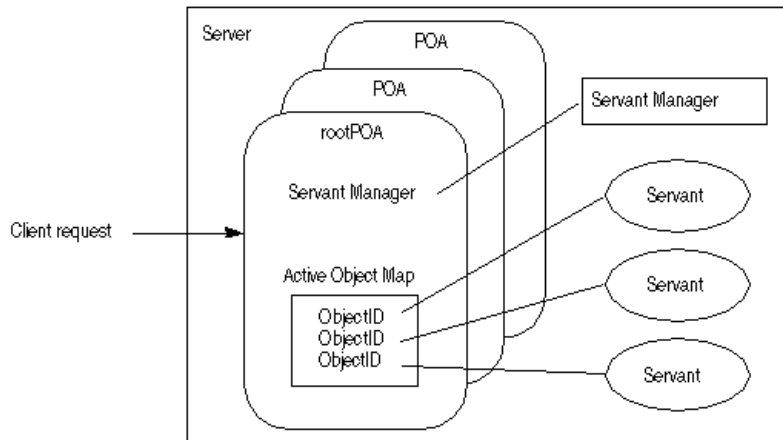 Server
POA
POA
rootPOA
Servant Manager
Servant Manager
Servant
Client request
Active Object Map
ObjectID
ObjectID
ObjectID
Servant
Servant